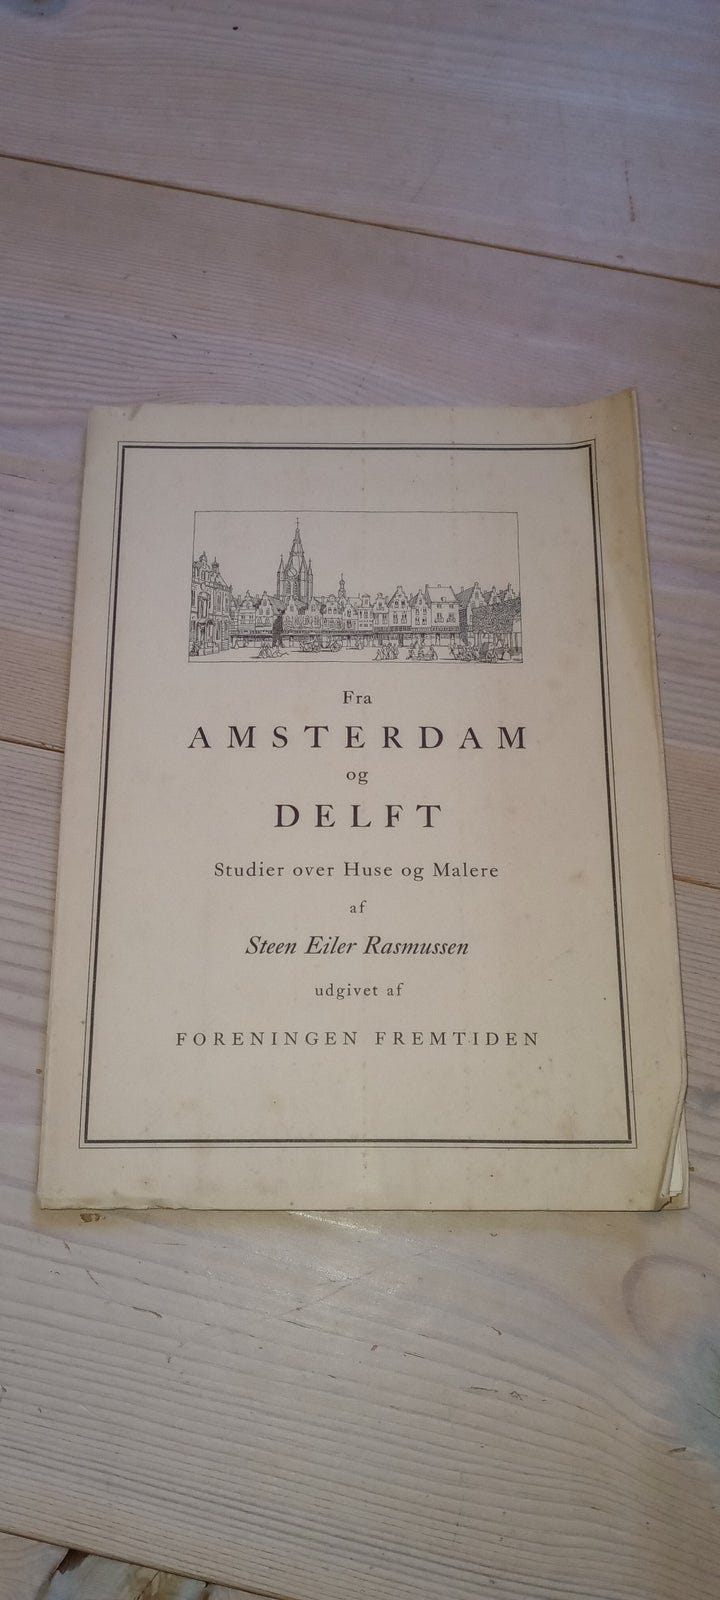 Fra
AMSTERDAM
og
DELFT
Studier over Huse og Malere
af
Steen Eiler Rasmussen
udgivet af
FORENINGEN FREMTIDEN